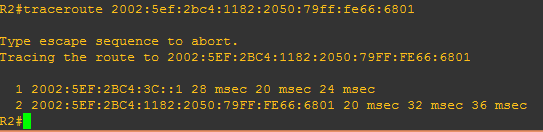 R2#traceroute 2002:5ef:2bc4:1182:2050:79ff:fe66:6801
Type escape sequence to abort.
Tracing the route to 2002:5EF:2BC4:1182:2050:79FF:FE66:6801
1 2002:5EF:2BC4:3C::1 28 msec 20 msec 24 msec
2 2002:5EF:2BC4:1182:2050:79FF:FE66:6801 20 msec 32 msec 36 msec
R2#